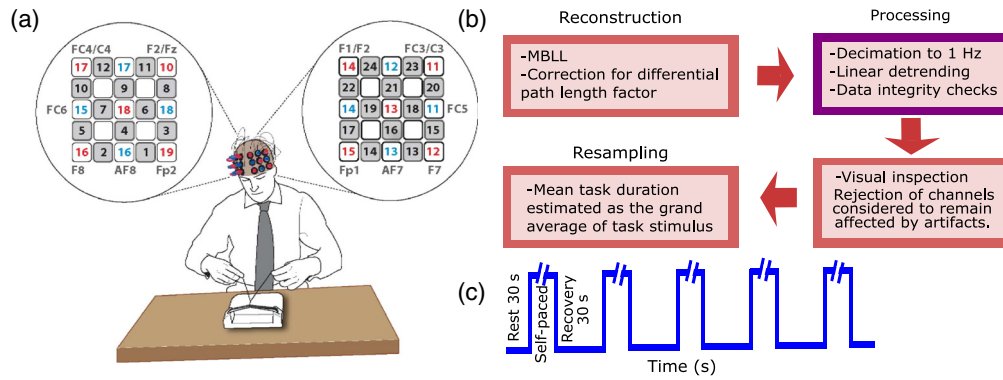 (a)
FC4/C4 F2/Fz
17 12 17 11 10
10 9 8
FC6 15 7 18 6 18
5 4 3
16 2 16 1 19
F8 AF8 Fp2
F1/F2 FC3/C3
14 24 12 23 11
22 21 20
14 19 13 18 11 FC5
17 16 15
15 14 13 13 12
Fp1 AF7 F7
(b)
Reconstruction
-MBLL
-Correction for differential
path length factor
Processing
-Decimation to 1 Hz
-Linear detrending
-Data integrity checks
-Visual inspection
Rejection of channels
considered to remain
affected by artifacts.
Resampling
-Mean task duration
estimated as the grand
average of task stimulus
(c)
Rest 30 s
Self-paced
Recovery
30 s
Time (s)